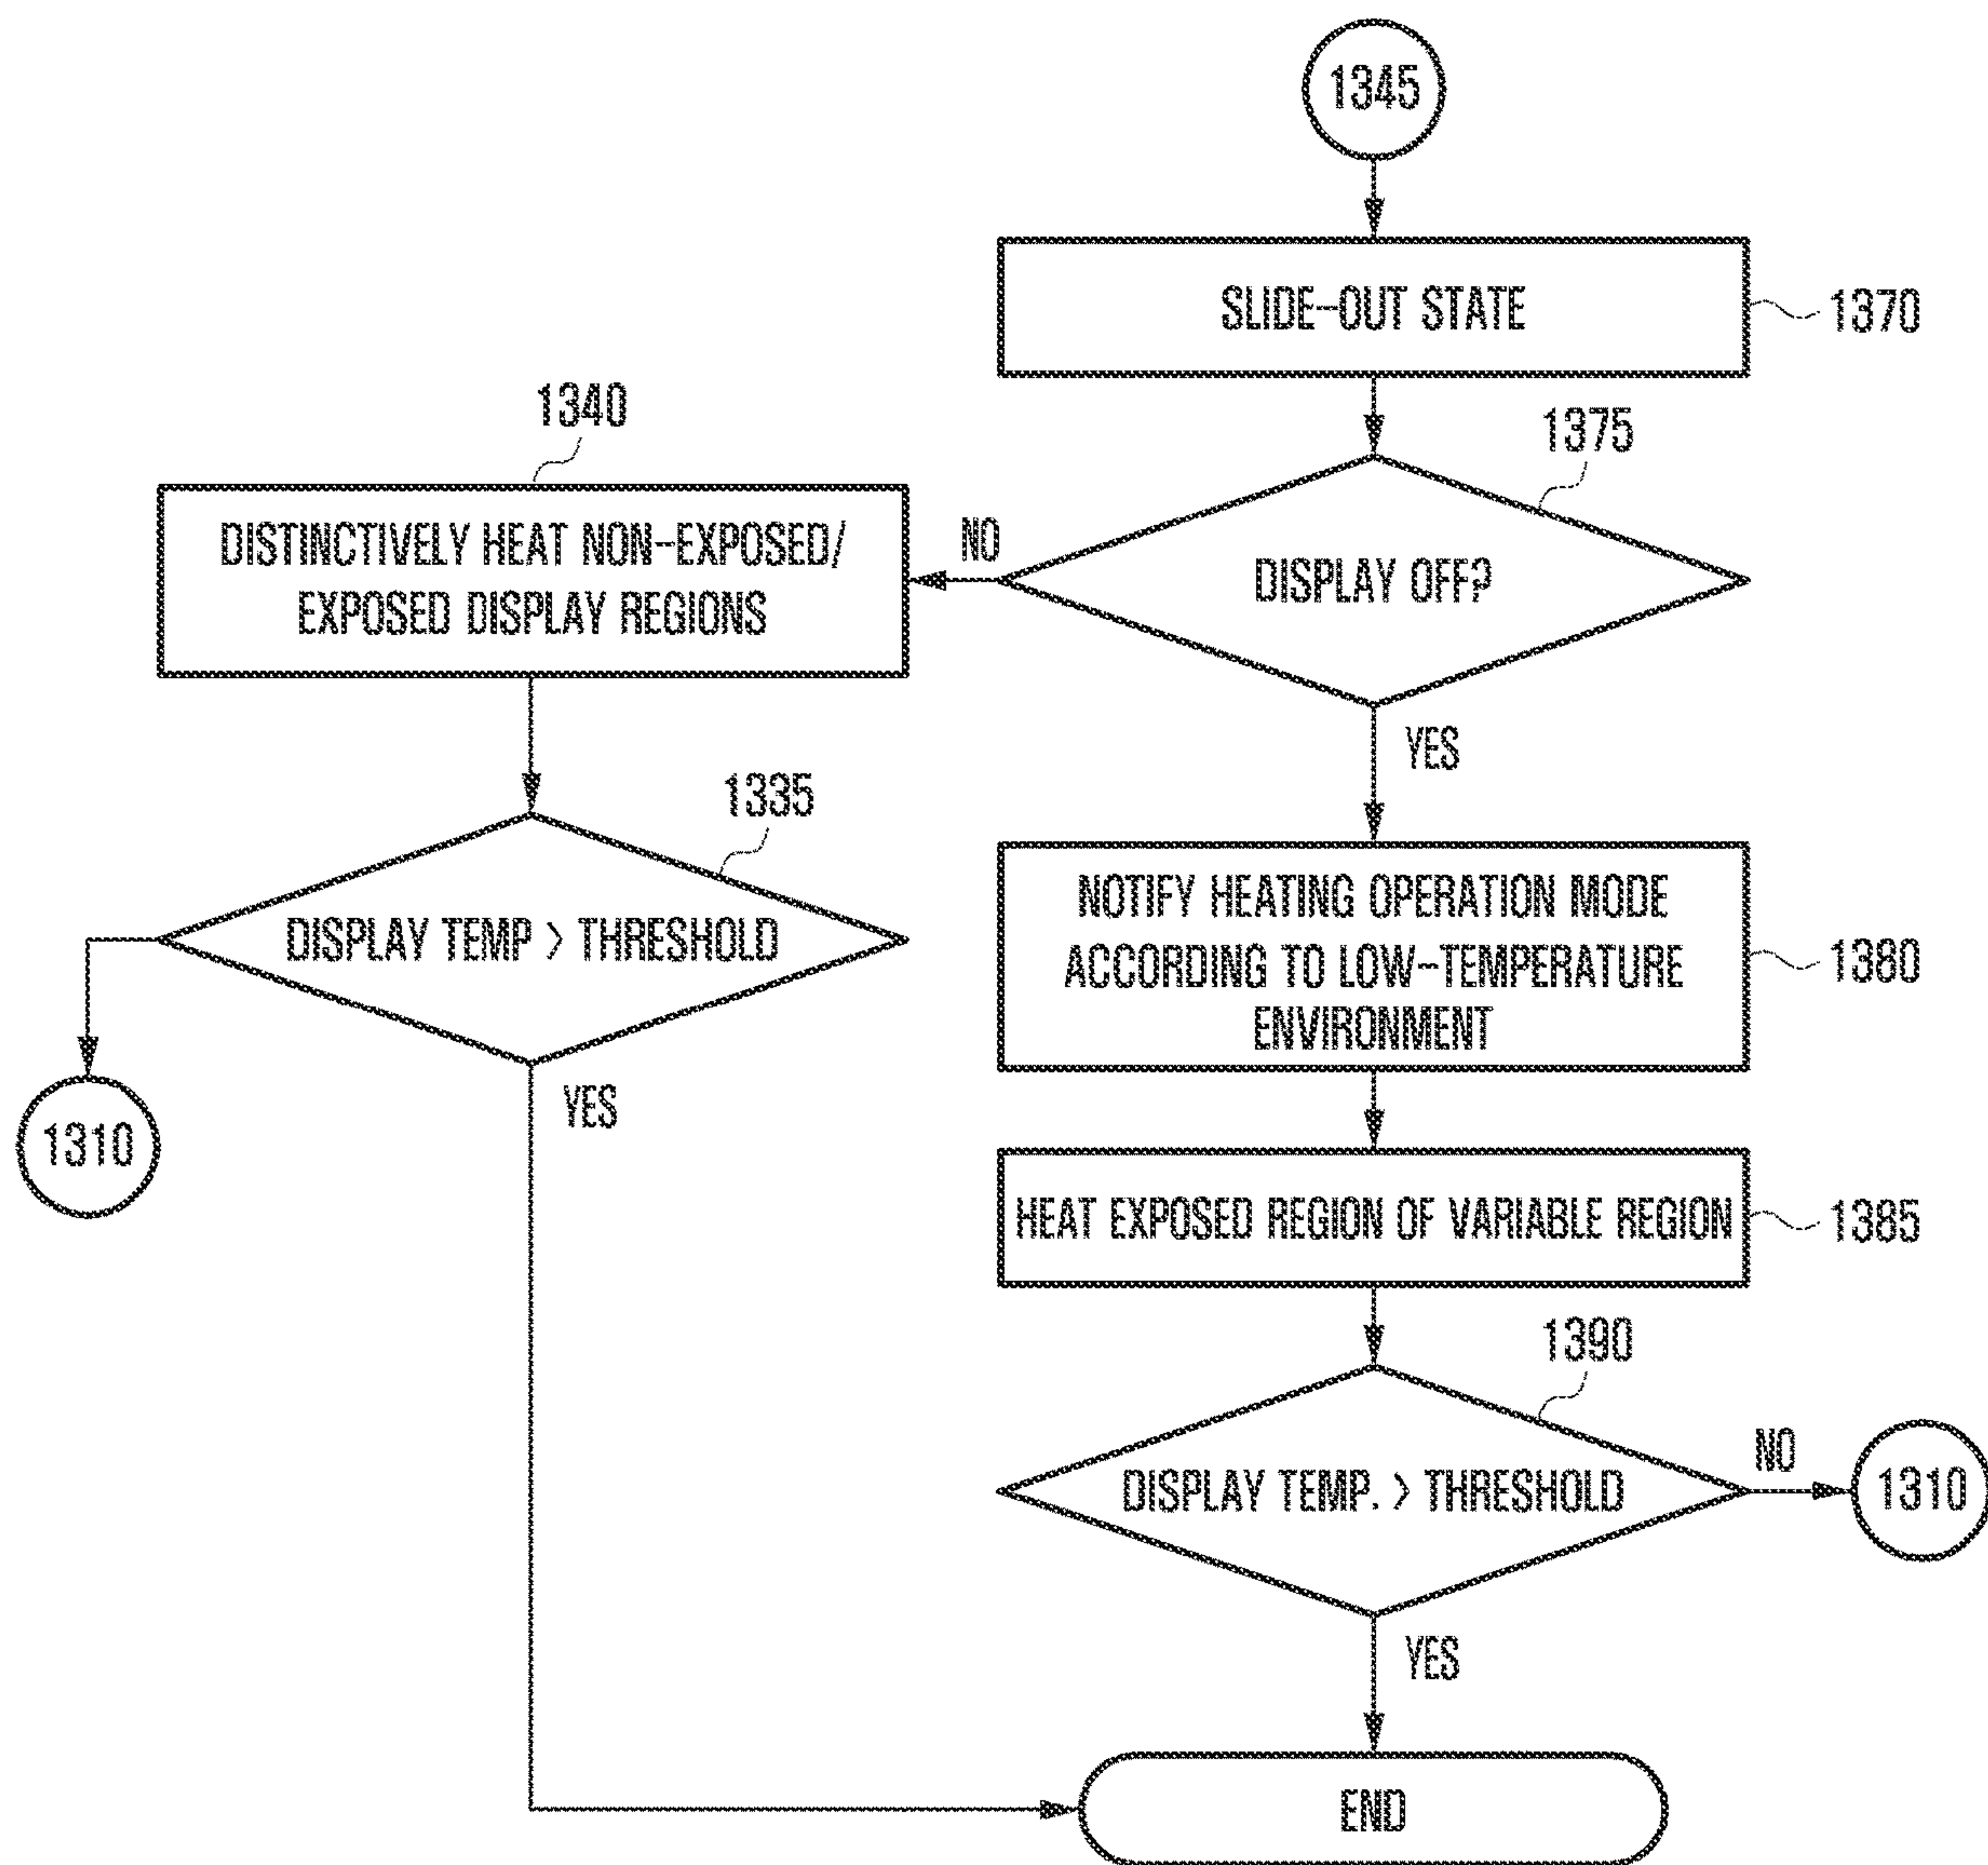 1345
SLIDE-OUT STATE
1370
1375
DISPLAY OFF?
NO
YES
1340
DISTINCTIVELY HEAT NON-EXPOSED/
EXPOSED DISPLAY REGIONS
1335
DISPLAY TEMP > THRESHOLD
1310
YES
NOTIFY HEATING OPERATION MODE
ACCORDING TO LOW-TEMPERATURE
ENVIRONMENT
1380
HEAT EXPOSED REGION OF VARIABLE REGION
1385
1390
DISPLAY TEMP. > THRESHOLD
NO
1310
YES
END